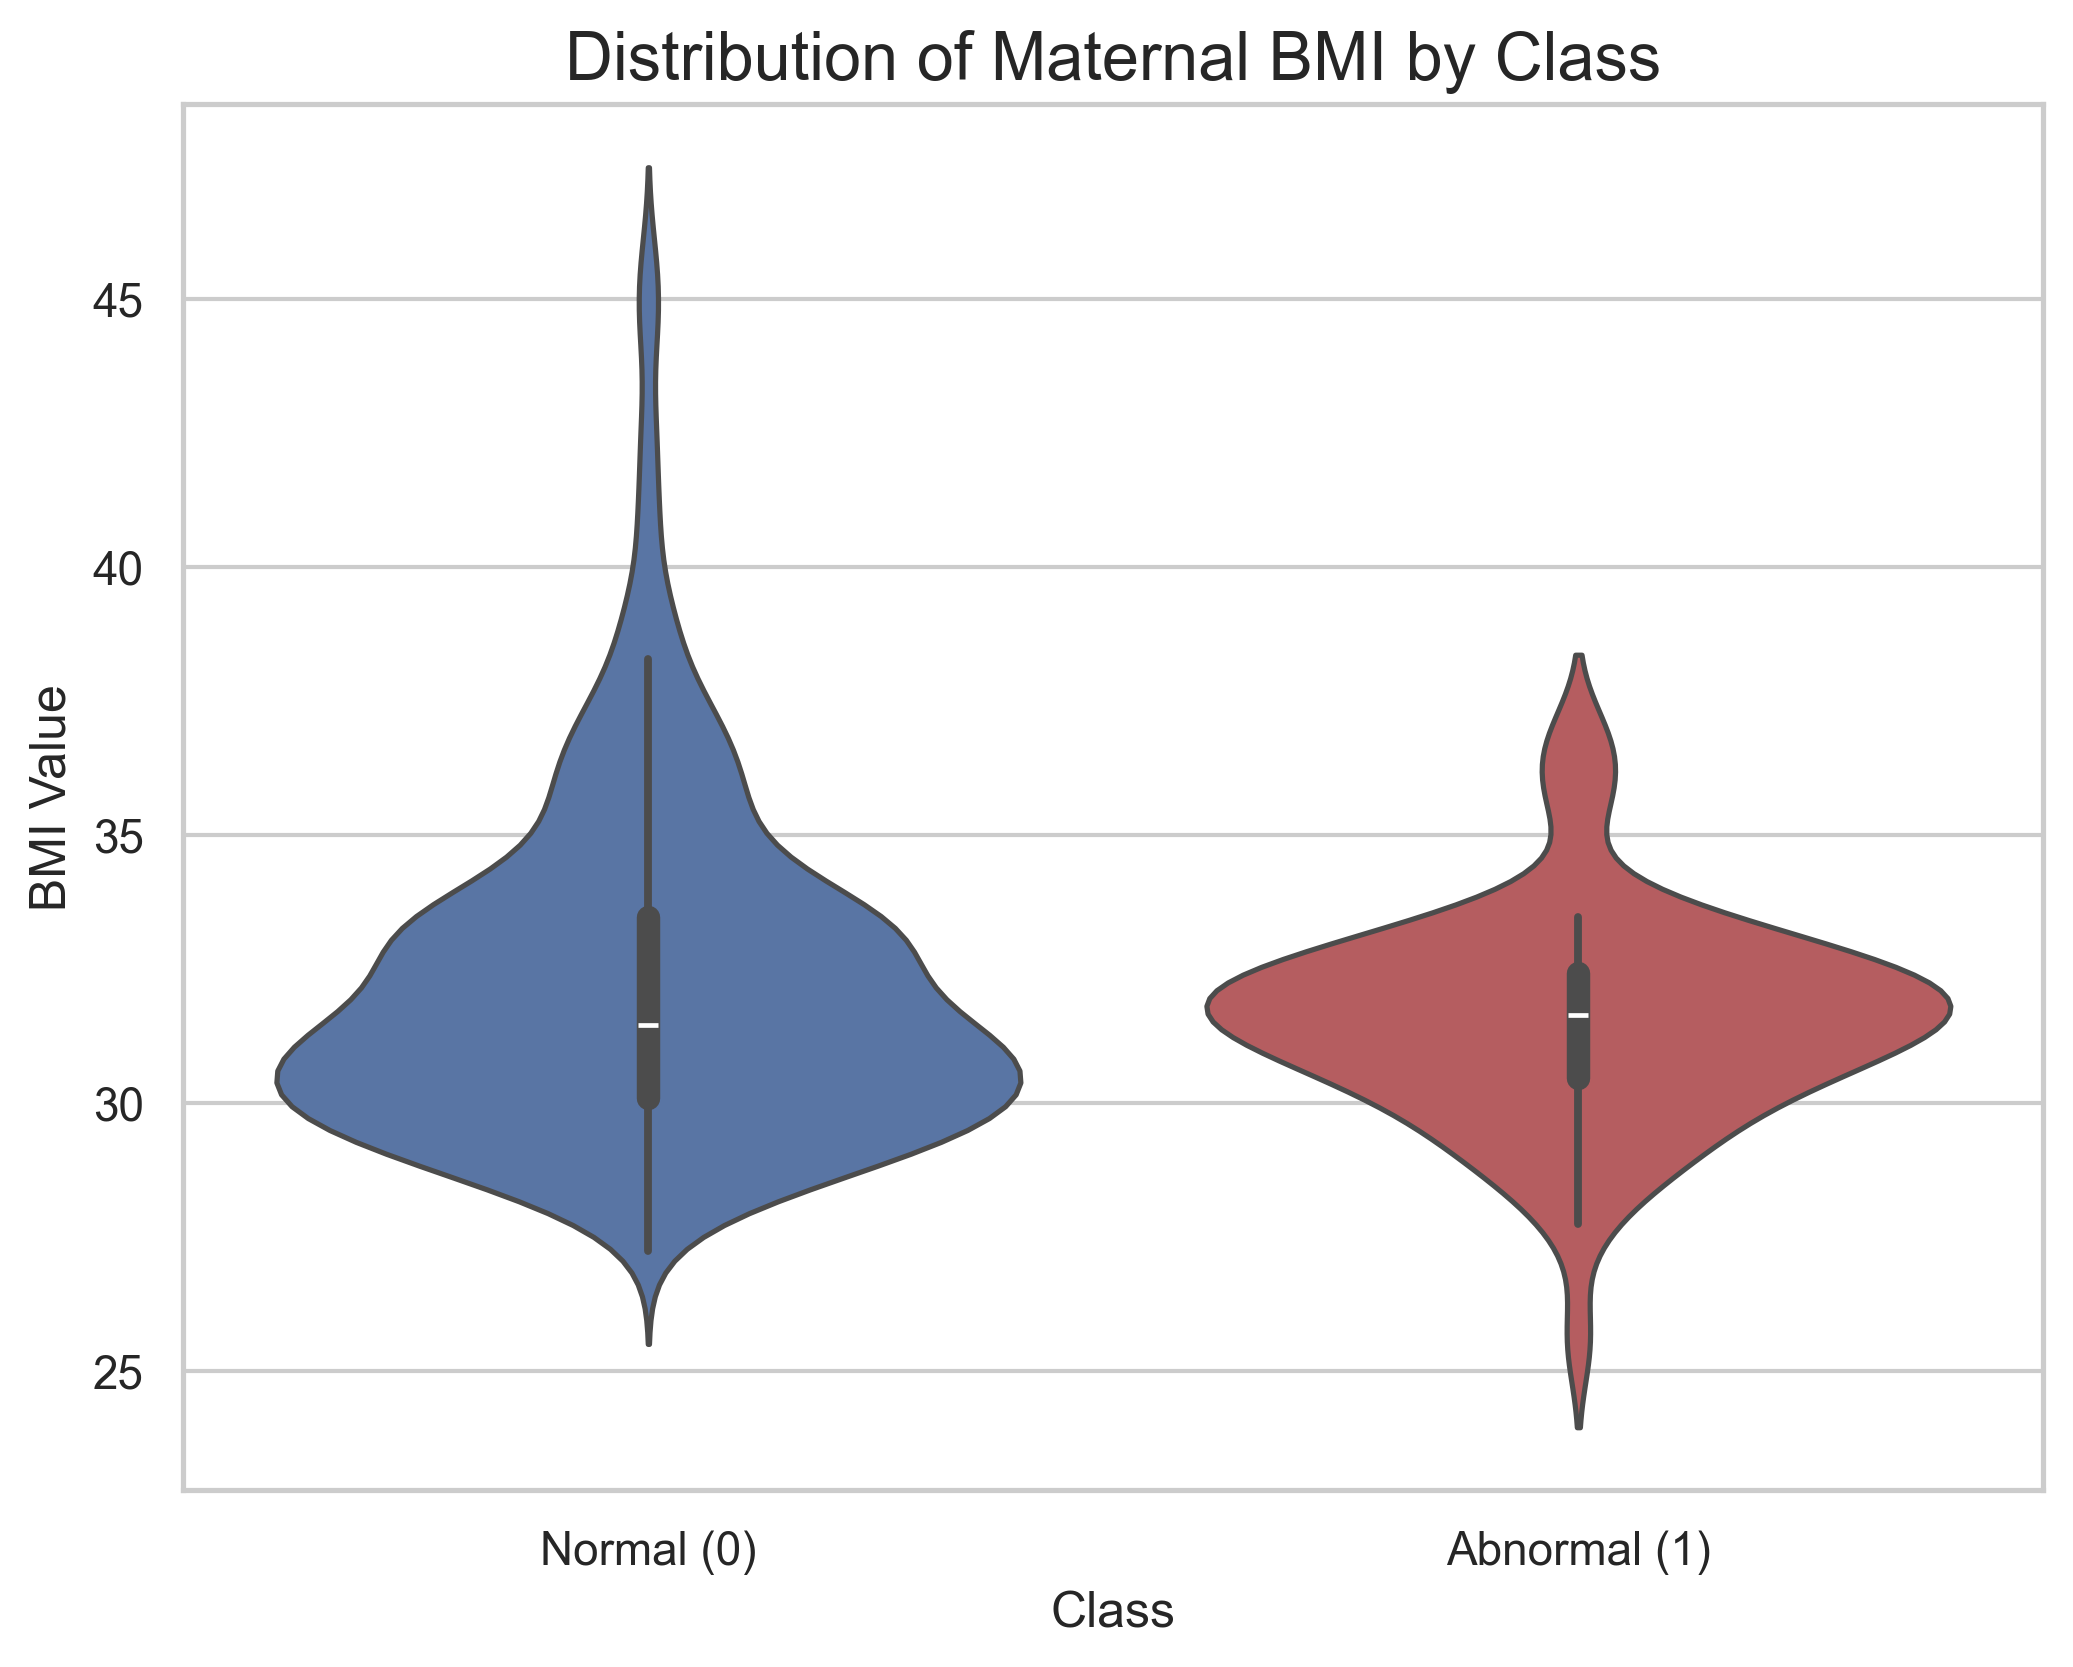 Distribution of Maternal BMI by Class
BMI Value
45
40
35
30
25
Normal (0)
Abnormal (1)
Class